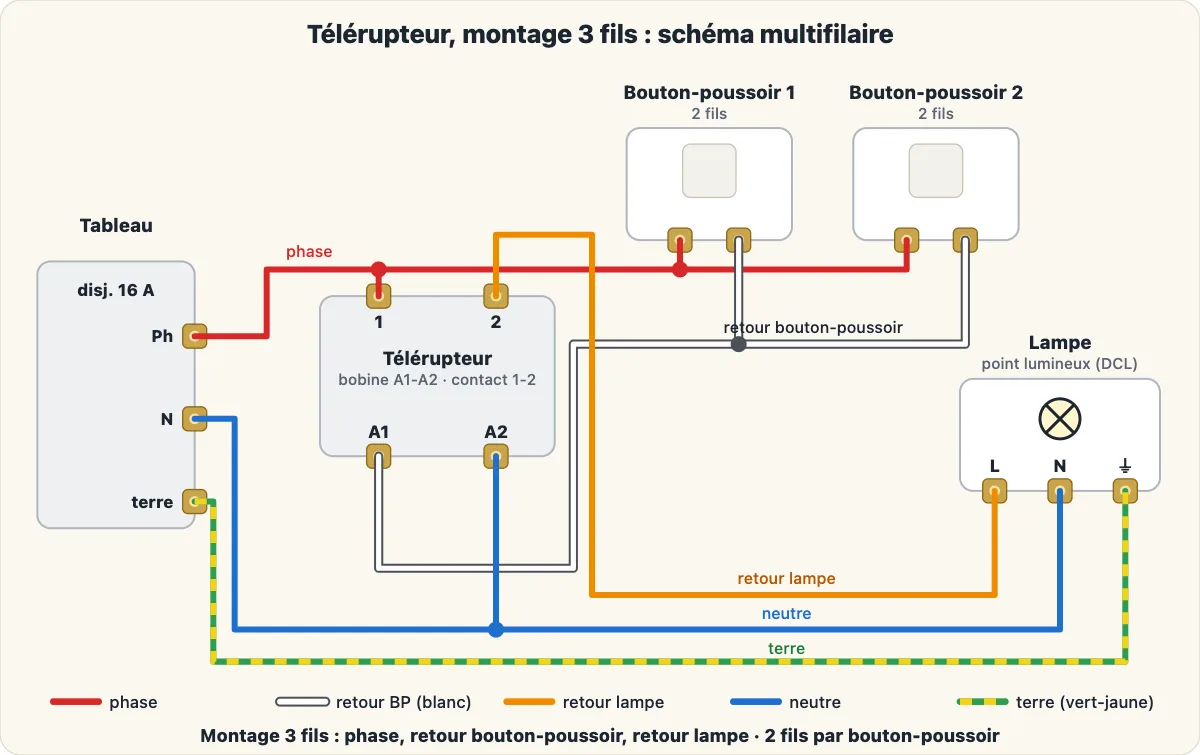 Télérupteur, montage 3 fils : schéma multifilaire
Bouton-poussoir 1
2 fils
Bouton-poussoir 2
2 fils
Tableau
disj. 16 A
Ph
N
terre
phase
1
2
Télérupteur
bobine A1-A2 · contact 1-2
A1
A2
retour bouton-poussoir
Lampe
point lumineux (DCL)
L
N
retour lampe
neutre
terre
phase
retour BP (blanc)
retour lampe
neutre
terre (vert-jaune)
Montage 3 fils : phase, retour bouton-poussoir, retour lampe · 2 fils par bouton-poussoir